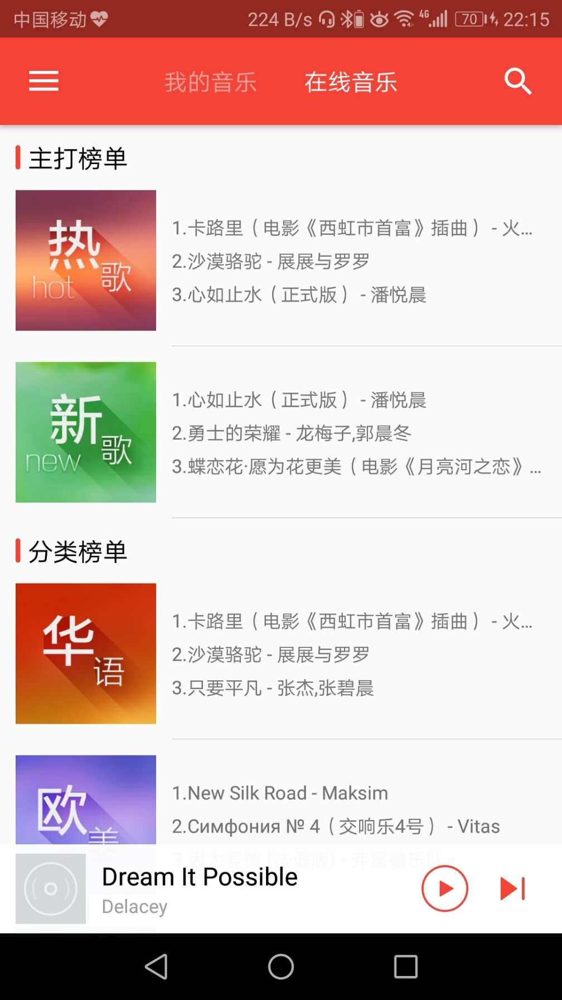 中国移动 224 B/s 4G 70 22:15
我的音乐 在线音乐
主打榜单
热歌
hot
1.卡路里（电影《西虹市首富》插曲） - 火...
2.沙漠骆驼 - 展展与罗罗
3.心如止水（正式版） - 潘悦晨
新歌
new
1.心如止水（正式版） - 潘悦晨
2.勇士的荣耀 - 龙梅子,郭晨冬
3.蝶恋花·愿为花更美（电影《月亮河之恋》...
分类榜单
华语
1.卡路里（电影《西虹市首富》插曲） - 火...
2.沙漠骆驼 - 展展与罗罗
3.只要平凡 - 张杰,张碧晨
欧美
1.New Silk Road - Maksim
2.Симфония № 4（交响乐4号） - Vitas
3.因为爱情 (法语版) - 弗雷德乐队
Dream It Possible
Delacey